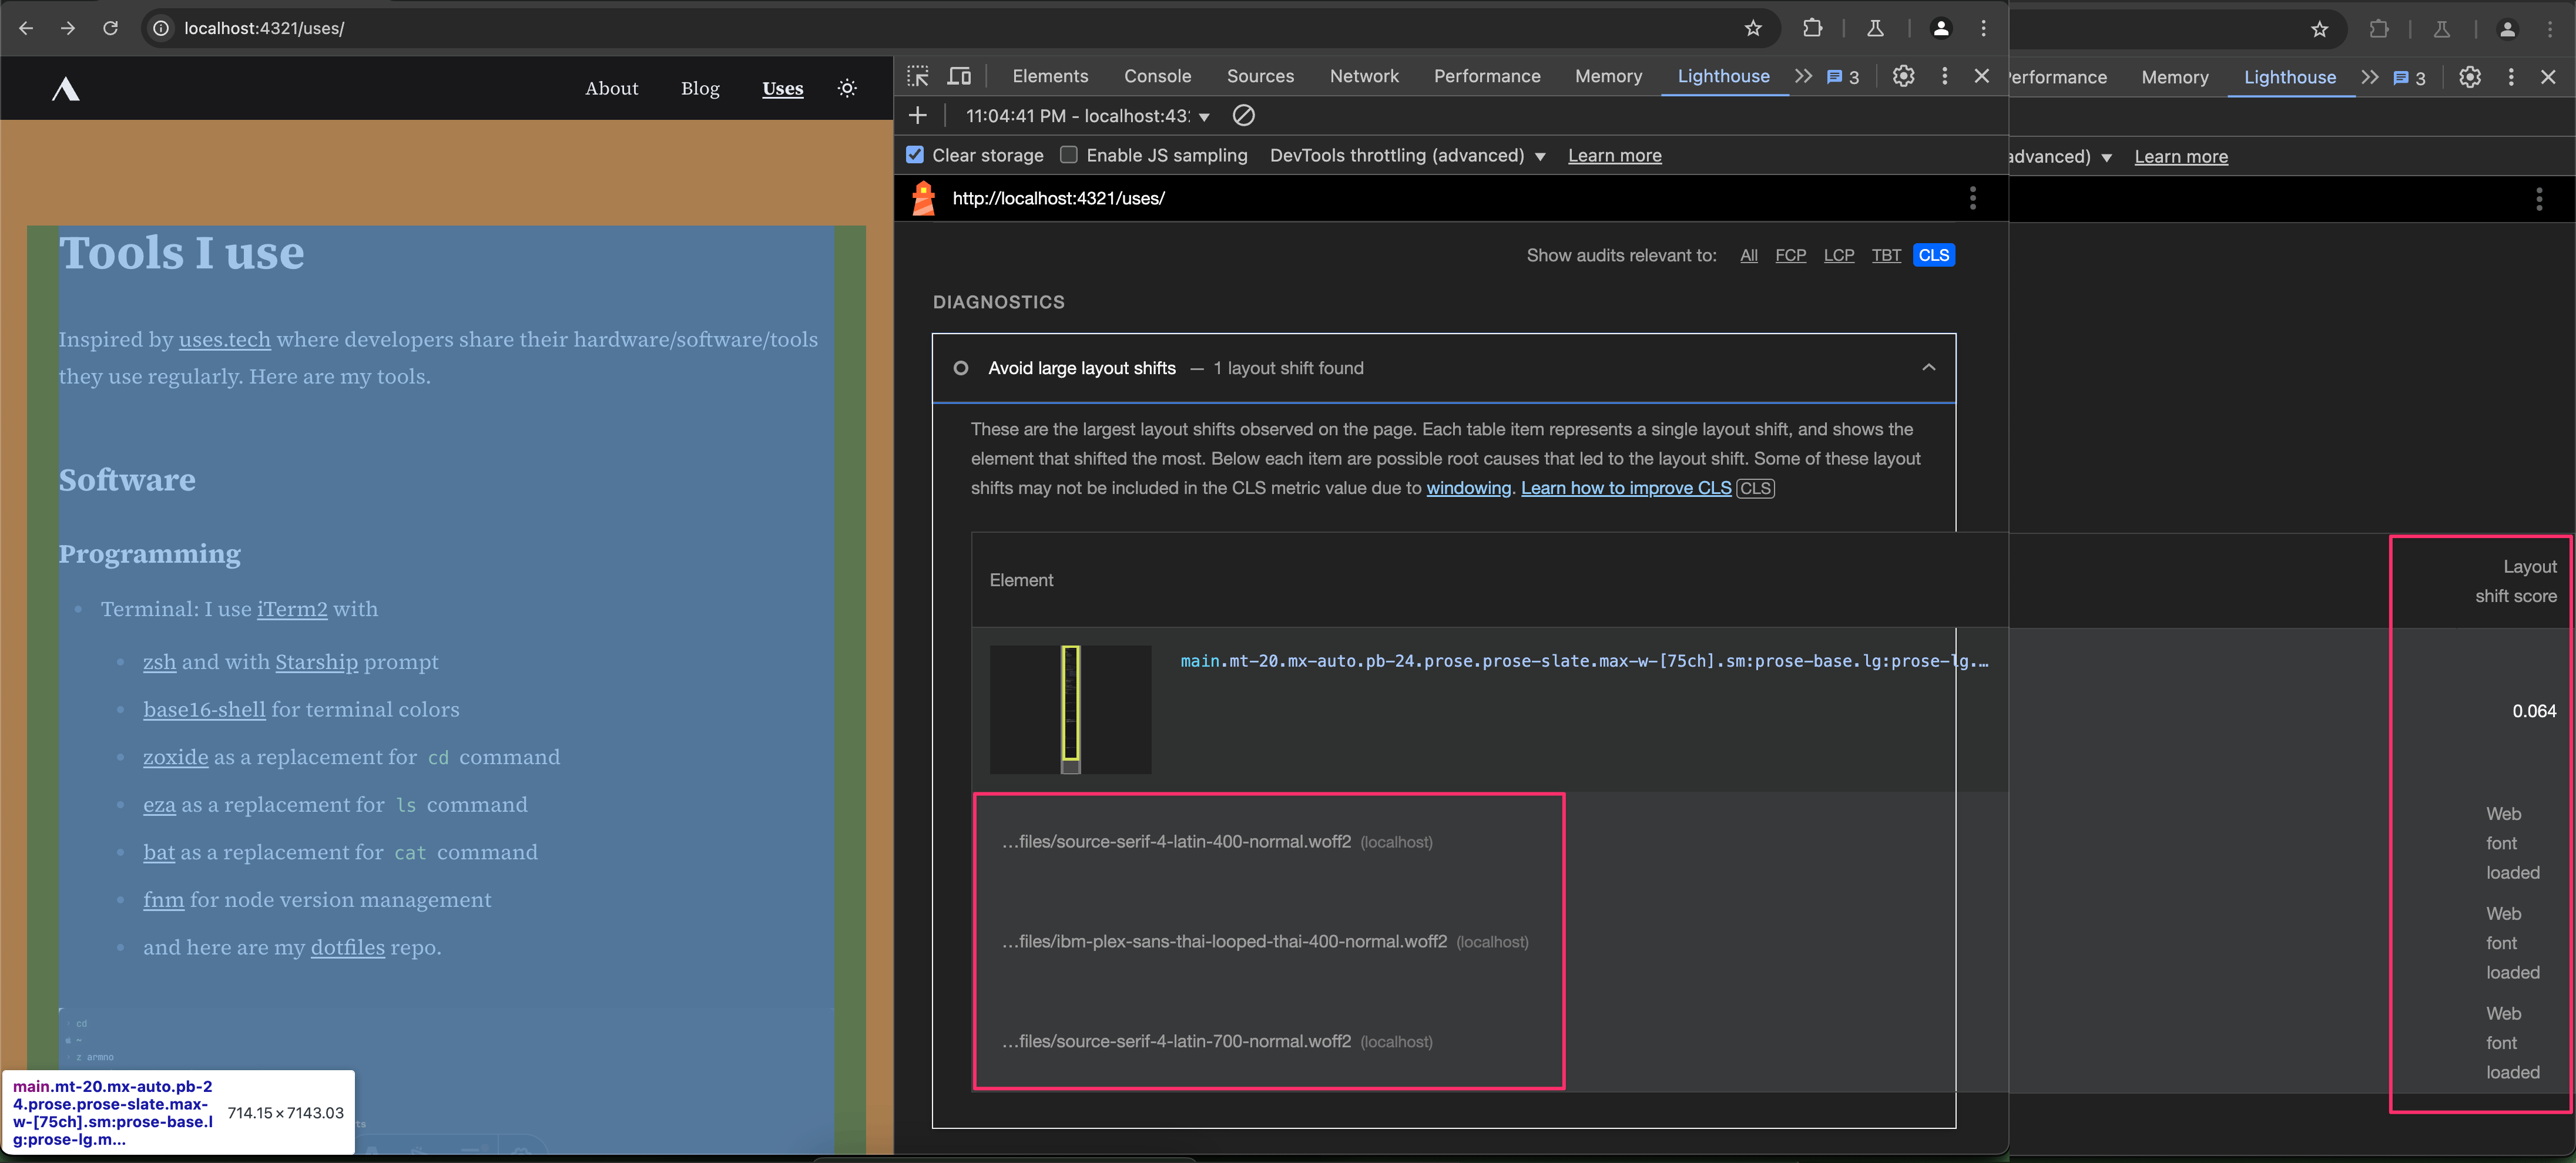 localhost:4321/uses/
About Blog Uses
Tools I use
Inspired by uses.tech where developers share their hardware/software/tools
they use regularly. Here are my tools.
Software
Programming
Terminal: I use iTerm2 with
zsh and with Starship prompt
base16-shell for terminal colors
zoxide as a replacement for cd command
eza as a replacement for ls command
bat as a replacement for cat command
fnm for node version management
and here are my dotfiles repo.
cd
~
z armno
main.mt-20.mx-auto.pb-2
4.prose.prose-slate.max-
w-[75ch].sm:prose-base.l
g:prose-lg.m...
714.15 × 7143.03
ts
Elements Console Sources Network Performance Memory Lighthouse 3
11:04:41 PM - localhost:43
Clear storage Enable JS sampling DevTools throttling (advanced) Learn more
http://localhost:4321/uses/
Show audits relevant to: All FCP LCP TBT CLS
DIAGNOSTICS
Avoid large layout shifts — 1 layout shift found
These are the largest layout shifts observed on the page. Each table item represents a single layout shift, and shows the
element that shifted the most. Below each item are possible root causes that led to the layout shift. Some of these layout
shifts may not be included in the CLS metric value due to windowing. Learn how to improve CLS CLS
Element
main.mt-20.mx-auto.pb-24.prose.prose-slate.max-w-[75ch].sm:prose-base.lg:prose-lg.…
…files/source-serif-4-latin-400-normal.woff2 (localhost)
…files/ibm-plex-sans-thai-looped-thai-400-normal.woff2 (localhost)
…files/source-serif-4-latin-700-normal.woff2 (localhost)
erformance Memory Lighthouse 3
advanced) Learn more
Layout
shift score
0.064
Web
font
loaded
Web
font
loaded
Web
font
loaded